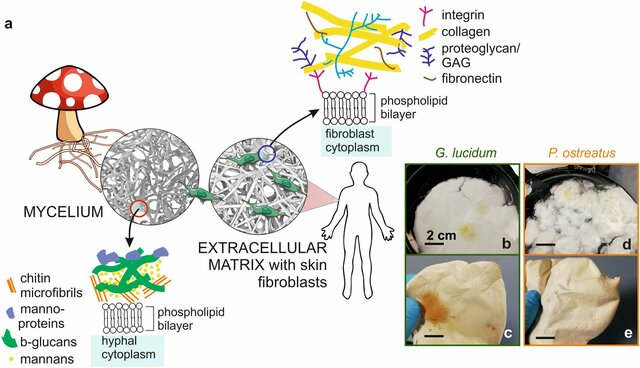 a
integrin
collagen
proteoglycan/
GAG
fibronectin
phospholipid
bilayer
fibroblast
cytoplasm
MYCELIUM
EXTRACELLULAR
MATRIX with skin
fibroblasts
chitin
microfibrils
manno-
proteins
b-glucans
mannans
phospholipid
bilayer
hyphal
cytoplasm
G. lucidum
P. ostreatus
2 cm
b
d
c
e